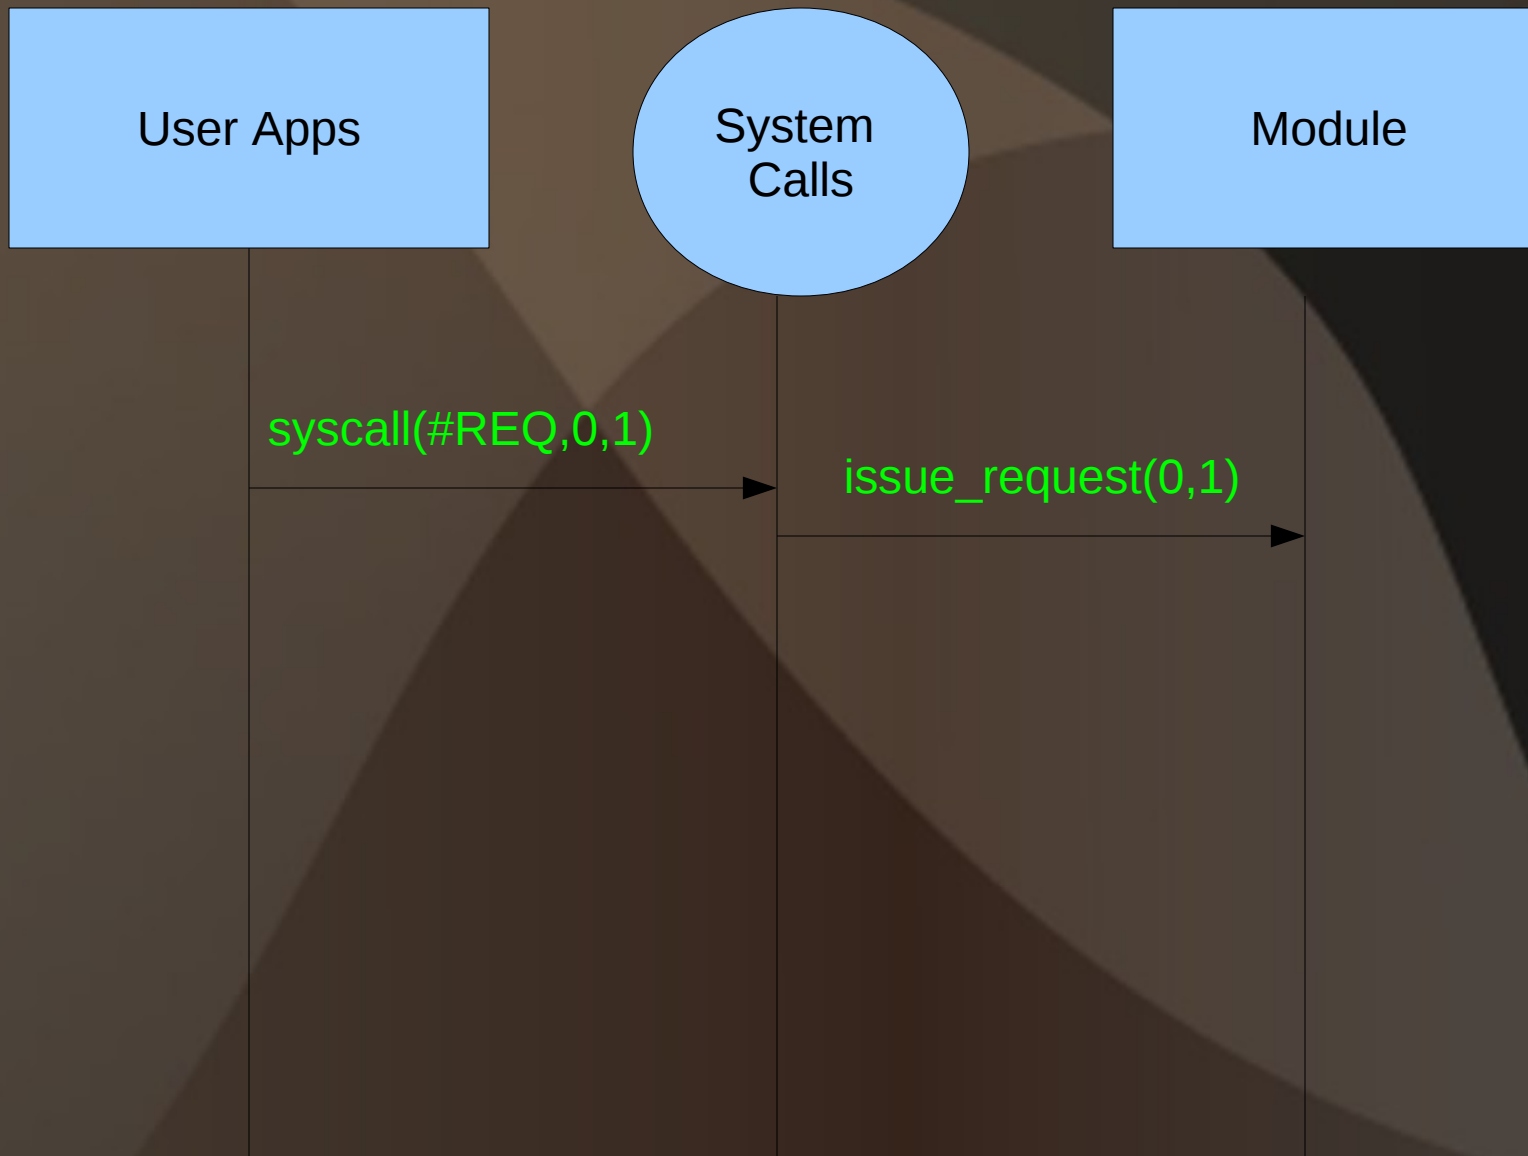 User Apps
System
Calls
Module
syscall(#REQ,0,1)
issue_request(0,1)